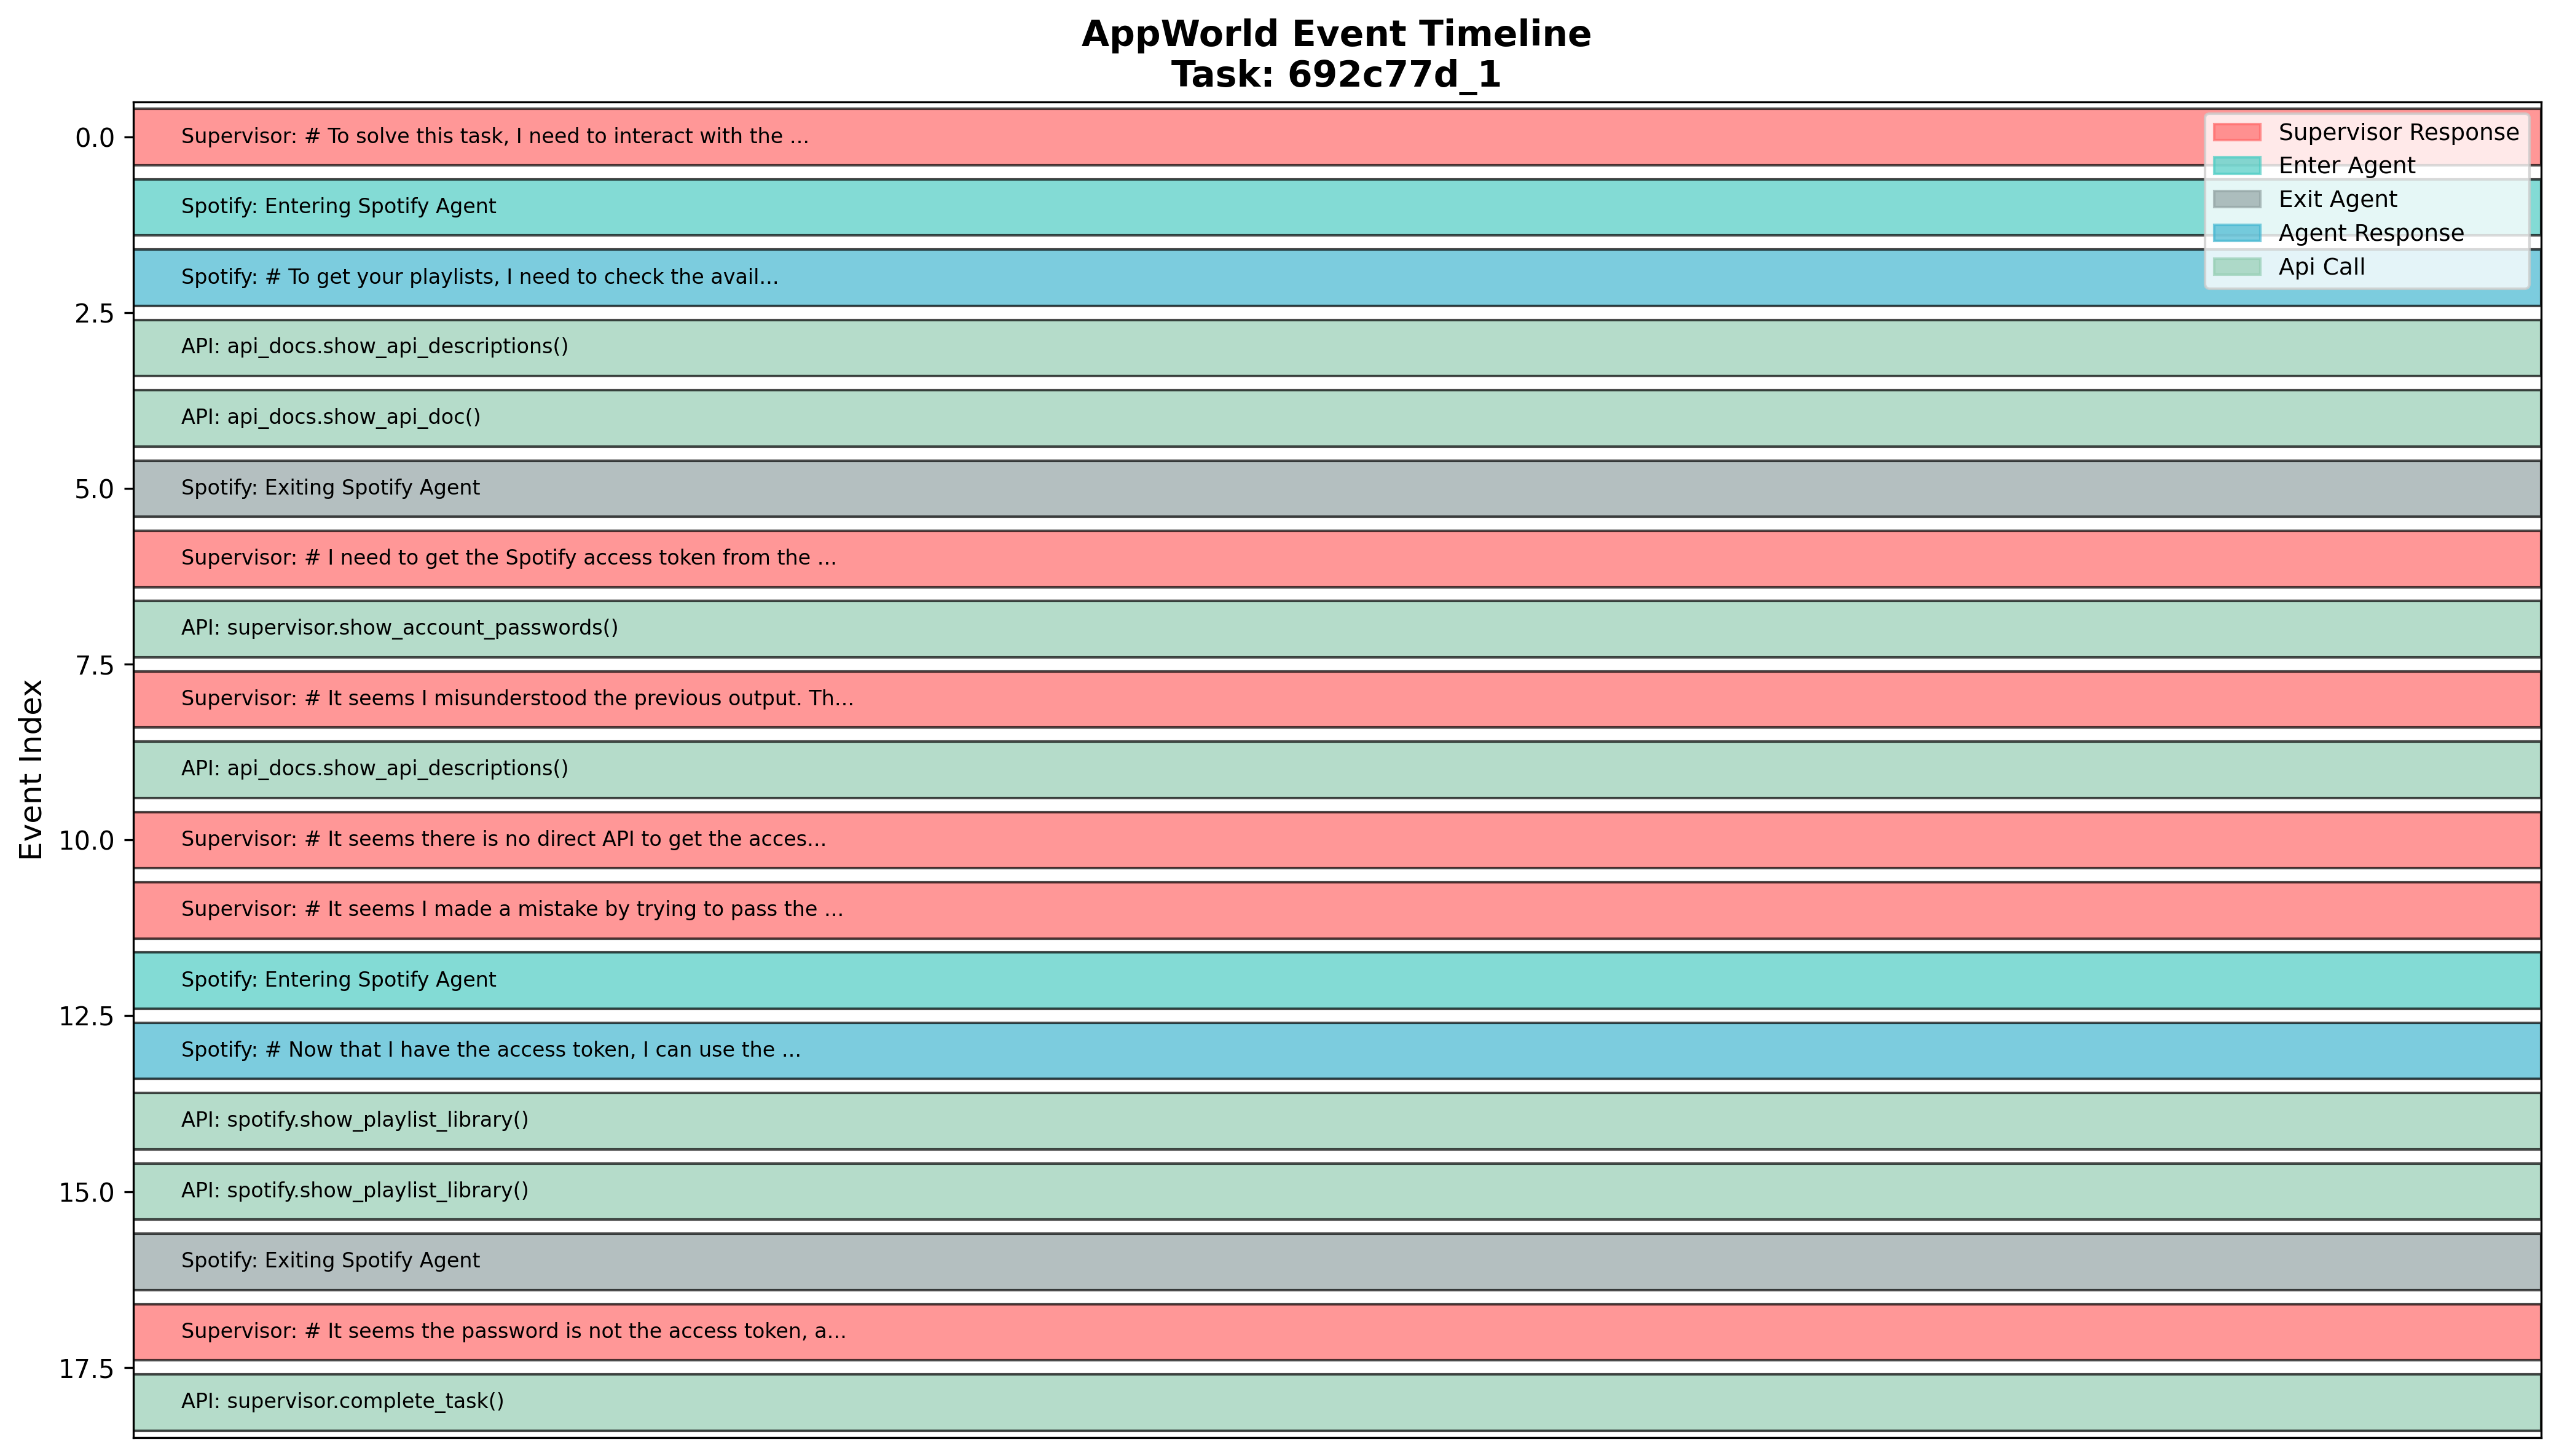 AppWorld Event Timeline
Task: 692c77d_1
Supervisor Response
Enter Agent
Exit Agent
Agent Response
Api Call
Event Index
0.0
2.5
5.0
7.5
10.0
12.5
15.0
17.5
Supervisor: # To solve this task, I need to interact with the ...
Spotify: Entering Spotify Agent
Spotify: # To get your playlists, I need to check the avail...
API: api_docs.show_api_descriptions()
API: api_docs.show_api_doc()
Spotify: Exiting Spotify Agent
Supervisor: # I need to get the Spotify access token from the ...
API: supervisor.show_account_passwords()
Supervisor: # It seems I misunderstood the previous output. Th...
API: api_docs.show_api_descriptions()
Supervisor: # It seems there is no direct API to get the acces...
Supervisor: # It seems I made a mistake by trying to pass the ...
Spotify: Entering Spotify Agent
Spotify: # Now that I have the access token, I can use the ...
API: spotify.show_playlist_library()
API: spotify.show_playlist_library()
Spotify: Exiting Spotify Agent
Supervisor: # It seems the password is not the access token, a...
API: supervisor.complete_task()